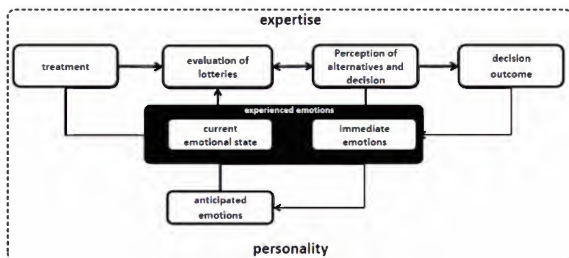 expertise
treatment
evaluation of
lotteries
Perception of
alternatives and
decision
decision
outcome
experienced emotions
current
emotional state
immediate
emotions
anticipated
emotions
personality